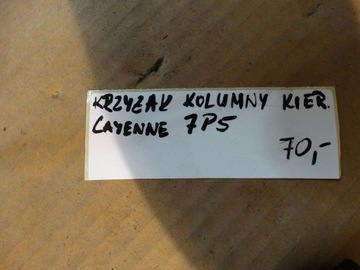 KRZYŻAK KOLUMNY KIER.
CAYENNE 7P5
70,-